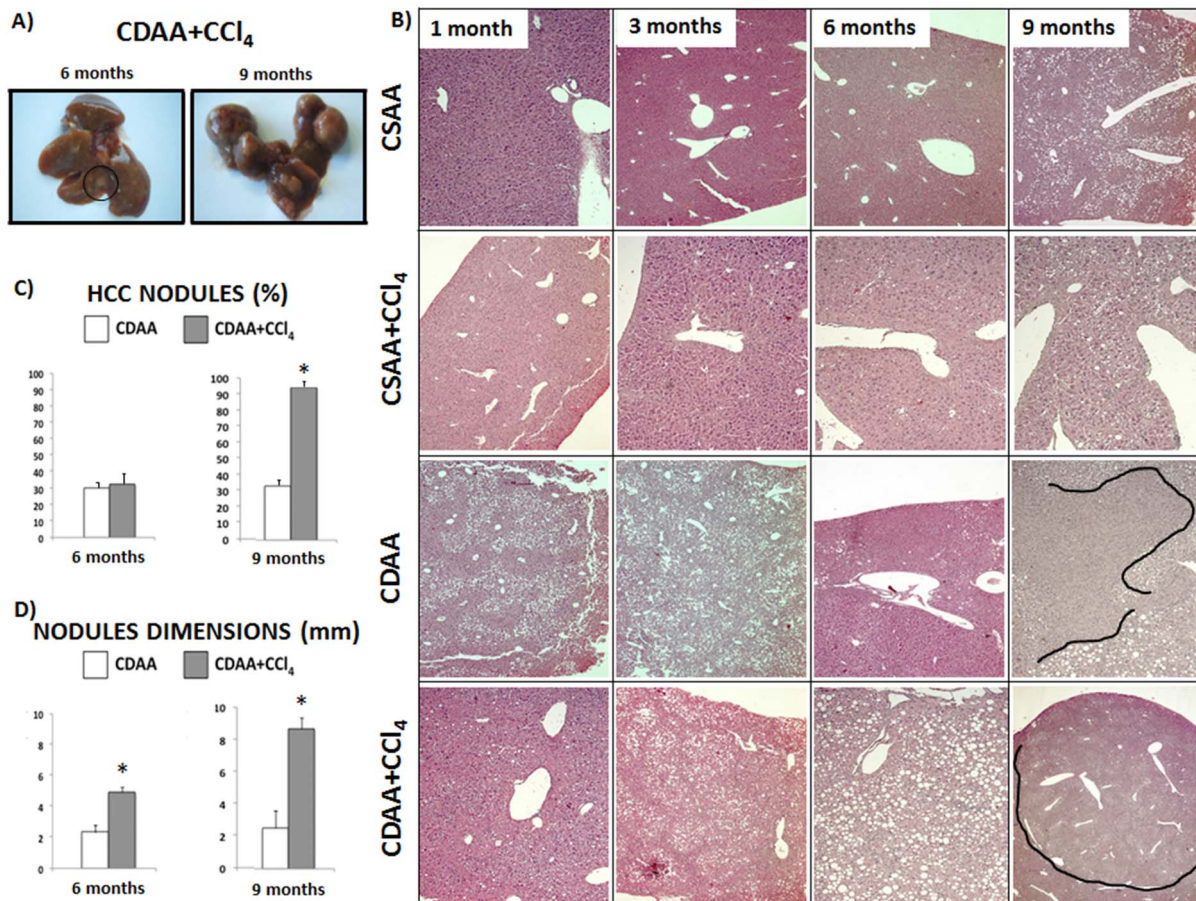 A)
CDAA+CCl₄
6 months 9 months
B)
1 month 3 months 6 months 9 months
CSAA
CSAA+CCl₄
CDAA
CDAA+CCl₄
C)
HCC NODULES (%)
CDAA CDAA+CCl₄
100
90
80
70
60
50
40
30
20
10
0
6 months
*
100
90
80
70
60
50
40
30
20
10
0
9 months
D)
NODULES DIMENSIONS (mm)
CDAA CDAA+CCl₄
*
10
8
6
4
2
0
6 months
*
10
8
6
4
2
0
9 months